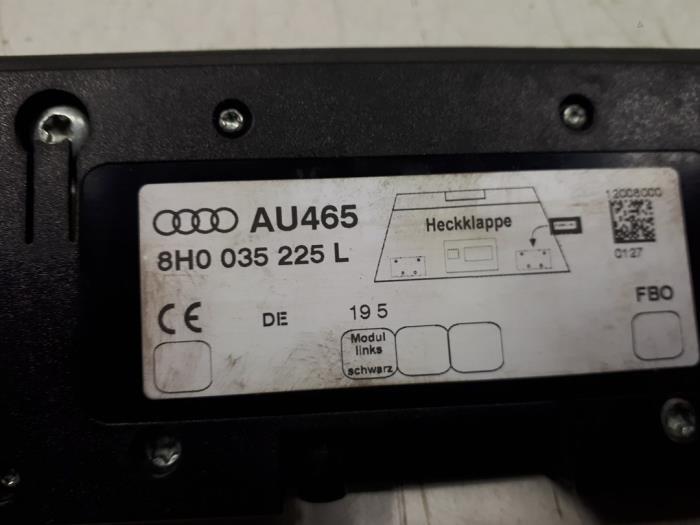 AU465
8H0 035 225 L
Heckklappe
12008000
0127
CE
DE
19 5
FBO
Modul
links
schwarz